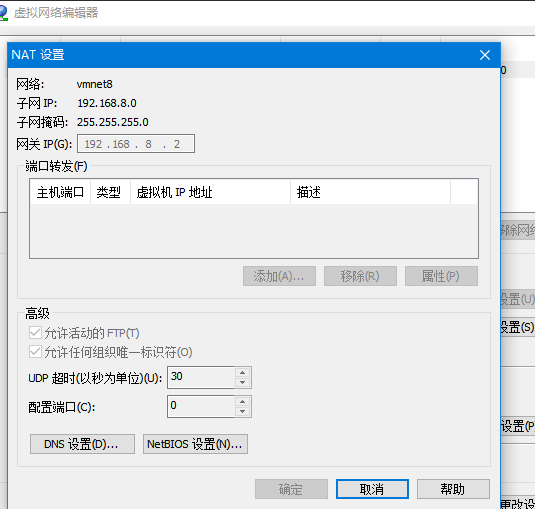 虚拟网络编辑器
NAT 设置
0
网络: vmnet8
子网 IP: 192.168.8.0
子网掩码: 255.255.255.0
网关 IP(G): 192 . 168 . 8 . 2
端口转发(F)
主机端口 类型 虚拟机 IP 地址 描述
移除网络
添加(A)... 移除(R) 属性(P)
设置(U)
高级
设置(S)
允许活动的 FTP(T)
允许任何组织唯一标识符(O)
UDP 超时(以秒为单位)(U): 30
配置端口(C): 0
设置(P
DNS 设置(D)... NetBIOS 设置(N)...
确定 取消 帮助
更改设